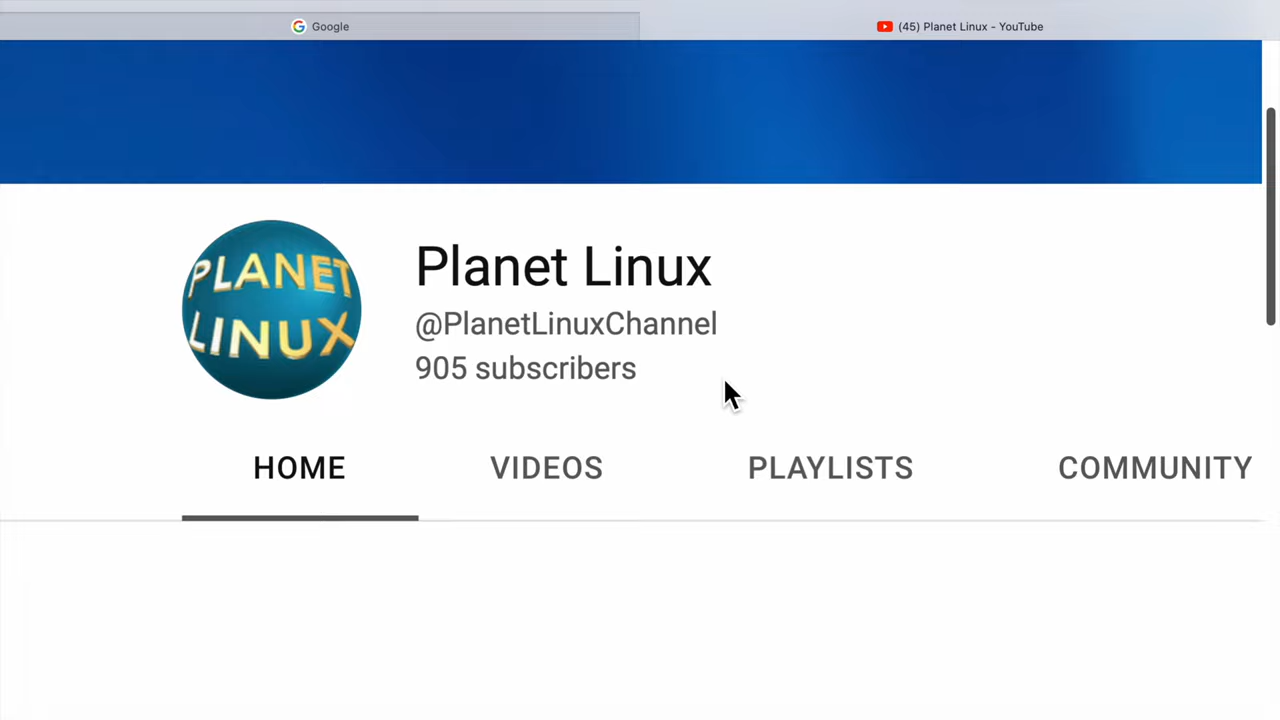 Google
(45) Planet Linux - YouTube
PLANET
LINUX
Planet Linux
@PlanetLinuxChannel
905 subscribers
HOME VIDEOS PLAYLISTS COMMUNITY